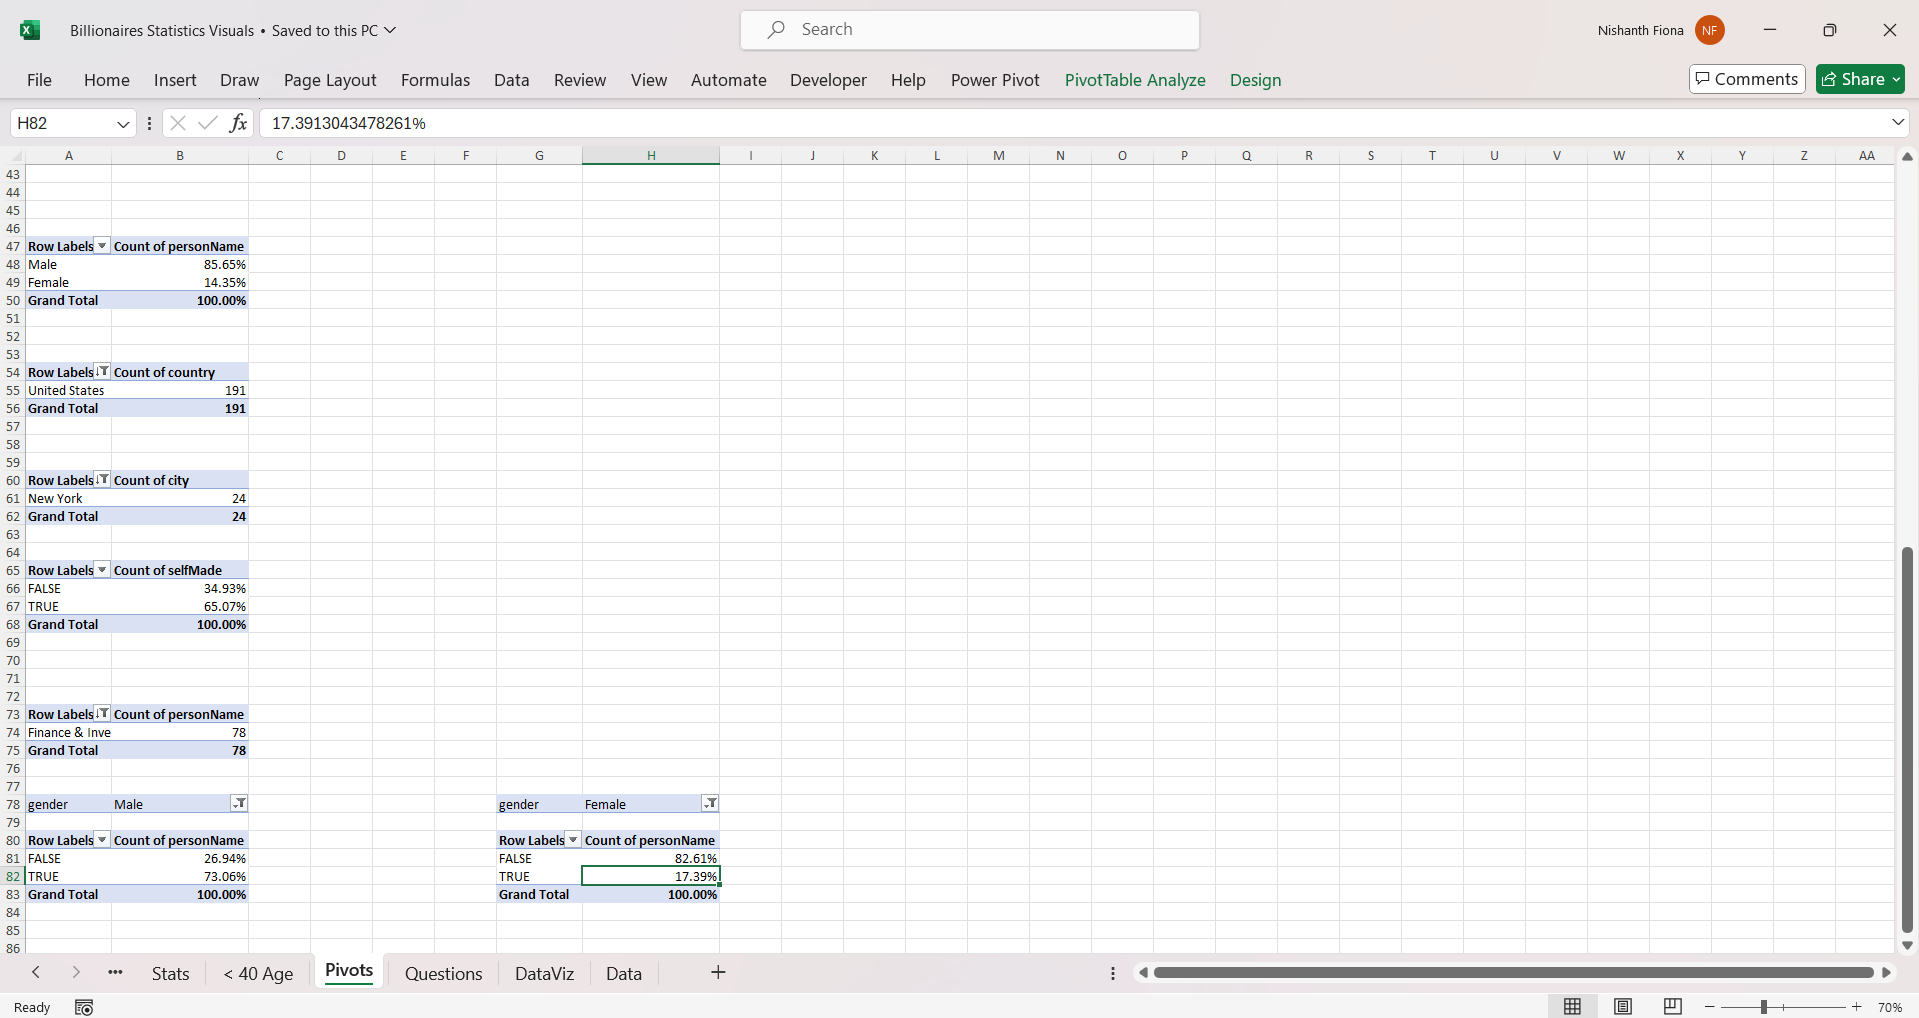 Billionaires Statistics Visuals • Saved to this PC
Search
Nishanth Fiona NF
File Home Insert Draw Page Layout Formulas Data Review View Automate Developer Help Power Pivot PivotTable Analyze Design Comments Share
H82 fx 17.3913043478261%
A B C D E F G H I J K L M N O P Q R S T U V W X Y Z AA
43
44
45
46
47 Row Labels Count of personName
48 Male 85.65%
49 Female 14.35%
50 Grand Total 100.00%
51
52
53
54 Row Labels Count of country
55 United States 191
56 Grand Total 191
57
58
59
60 Row Labels Count of city
61 New York 24
62 Grand Total 24
63
64
65 Row Labels Count of selfMade
66 FALSE 34.93%
67 TRUE 65.07%
68 Grand Total 100.00%
69
70
71
72
73 Row Labels Count of personName
74 Finance & Inve 78
75 Grand Total 78
76
77
78 gender Male gender Female
79
80 Row Labels Count of personName Row Labels Count of personName
81 FALSE 26.94% FALSE 82.61%
82 TRUE 73.06% TRUE 17.39%
83 Grand Total 100.00% Grand Total 100.00%
84
85
86
Stats < 40 Age Pivots Questions DataViz Data
Ready 70%